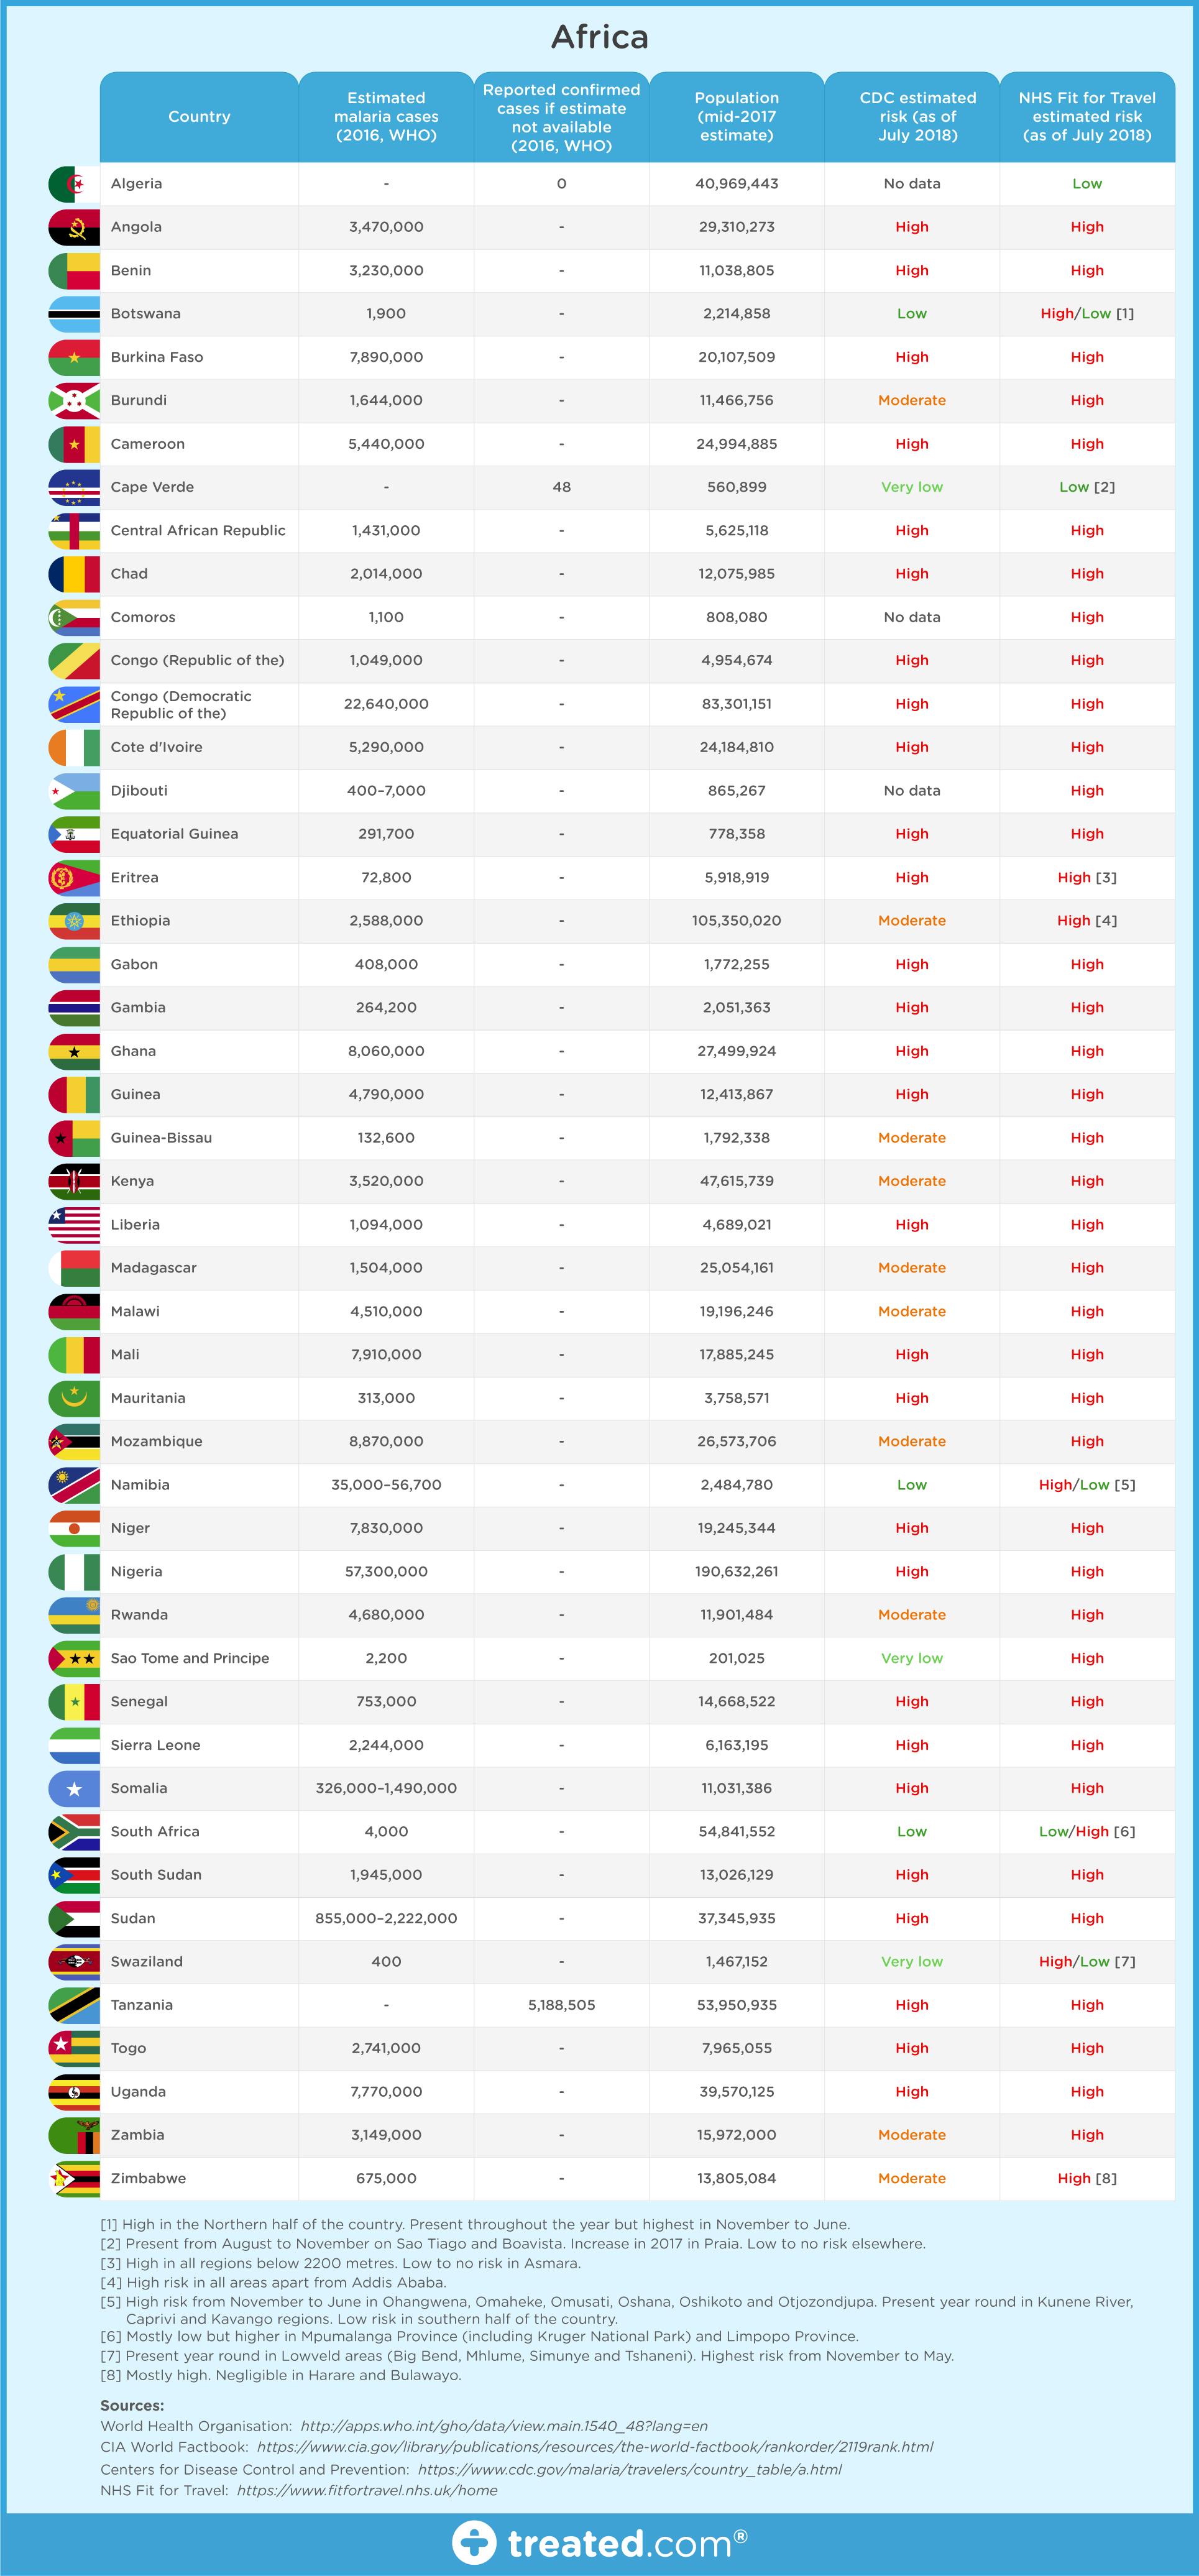 Africa
Country | Estimated malaria cases (2016, WHO) | Reported confirmed cases if estimate not available (2016, WHO) | Population (mid-2017 estimate) | CDC estimated risk (as of July 2018) | NHS Fit for Travel estimated risk (as of July 2018)
Algeria - 0 40,969,443 No data Low
Angola 3,470,000 - 29,310,273 High High
Benin 3,230,000 - 11,038,805 High High
Botswana 1,900 - 2,214,858 Low High/Low [1]
Burkina Faso 7,890,000 - 20,107,509 High High
Burundi 1,644,000 - 11,466,756 Moderate High
Cameroon 5,440,000 - 24,994,885 High High
Cape Verde - 48 560,899 Very low Low [2]
Central African Republic 1,431,000 - 5,625,118 High High
Chad 2,014,000 - 12,075,985 High High
Comoros 1,100 - 808,080 No data High
Congo (Republic of the) 1,049,000 - 4,954,674 High High
Congo (Democratic Republic of the) 22,640,000 - 83,301,151 High High
Cote d'Ivoire 5,290,000 - 24,184,810 High High
Djibouti 400–7,000 - 865,267 No data High
Equatorial Guinea 291,700 - 778,358 High High
Eritrea 72,800 - 5,918,919 High High [3]
Ethiopia 2,588,000 - 105,350,020 Moderate High [4]
Gabon 408,000 - 1,772,255 High High
Gambia 264,200 - 2,051,363 High High
Ghana 8,060,000 - 27,499,924 High High
Guinea 4,790,000 - 12,413,867 High High
Guinea-Bissau 132,600 - 1,792,338 Moderate High
Kenya 3,520,000 - 47,615,739 Moderate High
Liberia 1,094,000 - 4,689,021 High High
Madagascar 1,504,000 - 25,054,161 Moderate High
Malawi 4,510,000 - 19,196,246 Moderate High
Mali 7,910,000 - 17,885,245 High High
Mauritania 313,000 - 3,758,571 High High
Mozambique 8,870,000 - 26,573,706 Moderate High
Namibia 35,000–56,700 - 2,484,780 Low High/Low [5]
Niger 7,830,000 - 19,245,344 High High
Nigeria 57,300,000 - 190,632,261 High High
Rwanda 4,680,000 - 11,901,484 Moderate High
Sao Tome and Principe 2,200 - 201,025 Very low High
Senegal 753,000 - 14,668,522 High High
Sierra Leone 2,244,000 - 6,163,195 High High
Somalia 326,000–1,490,000 - 11,031,386 High High
South Africa 4,000 - 54,841,552 Low Low/High [6]
South Sudan 1,945,000 - 13,026,129 High High
Sudan 855,000–2,222,000 - 37,345,935 High High
Swaziland 400 - 1,467,152 Very low High/Low [7]
Tanzania - 5,188,505 53,950,935 High High
Togo 2,741,000 - 7,965,055 High High
Uganda 7,770,000 - 39,570,125 High High
Zambia 3,149,000 - 15,972,000 Moderate High
Zimbabwe 675,000 - 13,805,084 Moderate High [8]
[1] High in the Northern half of the country. Present throughout the year but highest in November to June.
[2] Present from August to November on Sao Tiago and Boavista. Increase in 2017 in Praia. Low to no risk elsewhere.
[3] High in all regions below 2200 metres. Low to no risk in Asmara.
[4] High risk in all areas apart from Addis Ababa.
[5] High risk from November to June in Ohangwena, Omaheke, Omusati, Oshana, Oshikoto and Otjozondjupa. Present year round in Kunene River,
Caprivi and Kavango regions. Low risk in southern half of the country.
[6] Mostly low but higher in Mpumalanga Province (including Kruger National Park) and Limpopo Province.
[7] Present year round in Lowveld areas (Big Bend, Mhlume, Simunye and Tshaneni). Highest risk from November to May.
[8] Mostly high. Negligible in Harare and Bulawayo.
Sources:
World Health Organisation: http://apps.who.int/gho/data/view.main.1540_48?lang=en
CIA World Factbook: https://www.cia.gov/library/publications/resources/the-world-factbook/rankorder/2119rank.html
Centers for Disease Control and Prevention: https://www.cdc.gov/malaria/travelers/country_table/a.html
NHS Fit for Travel: https://www.fitfortravel.nhs.uk/home
treated.com®